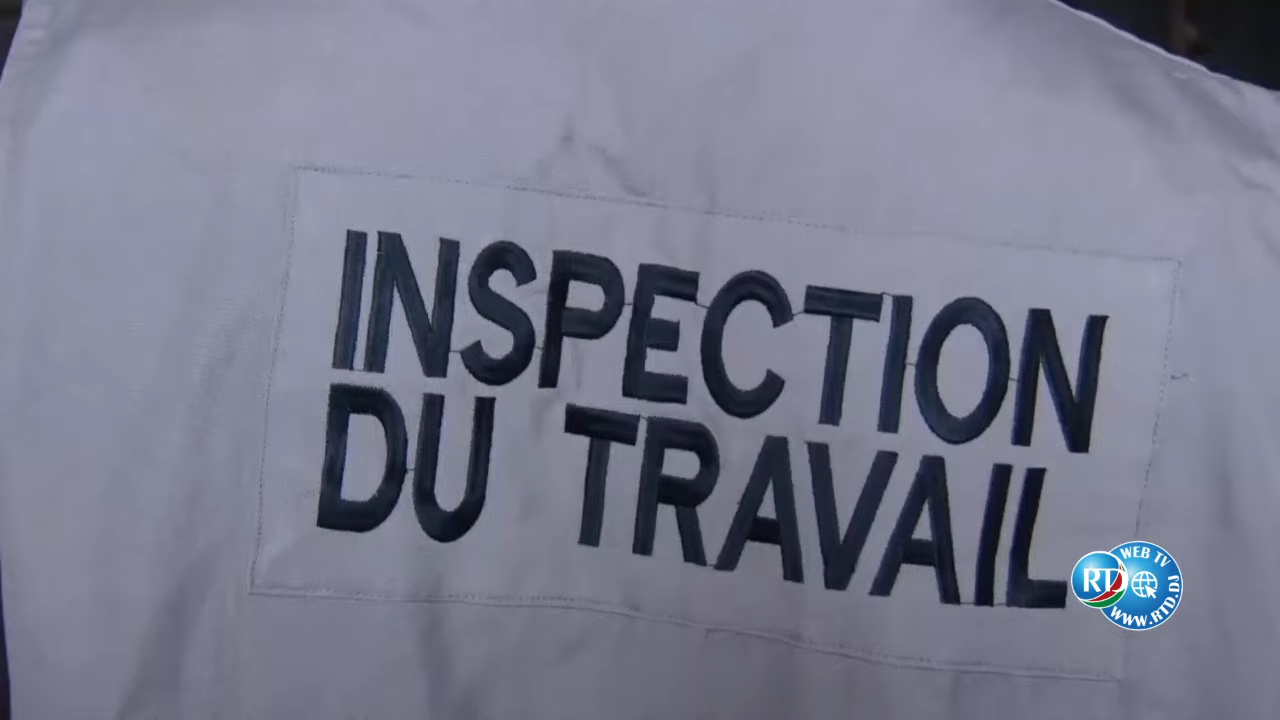 INSPECTION
DU TRAVAIL
WEB TV
RTD
WWW.RTD.DJ